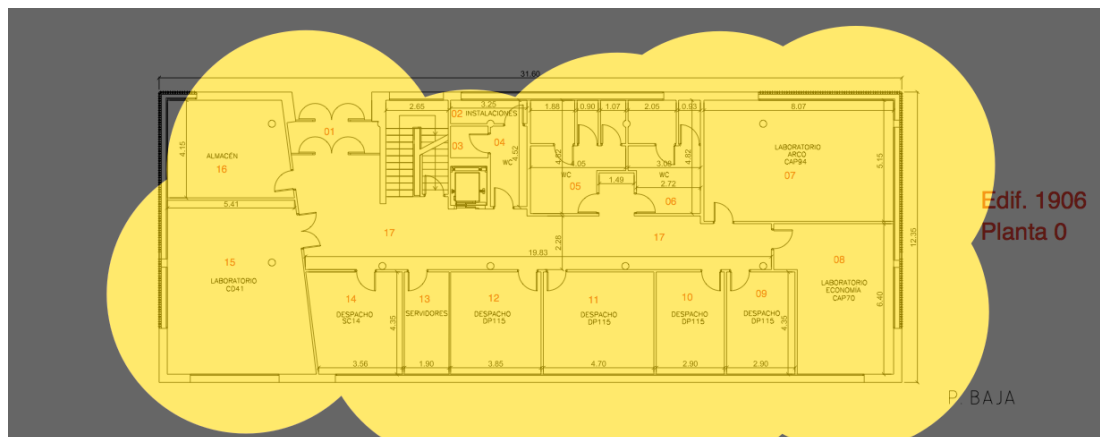 31.60
2.65
3.25
1.88
0.90
1.07
2.05
0.93
8.07
02
INSTALACIONES
01
03
04
WC
4.52
4.15
ALMACÉN
16
4.82
4.05
WC
3.09
WC
4.82
LABORATORIO
ARCO
CAP94
07
5.15
1.49
05
2.72
06
Edif. 1906
Planta 0
5.41
17
17
2.28
19.83
12.35
15
LABORATORIO
CD41
08
LABORATORIO
ECONOMIA
CAP70
6.40
14
DESPACHO
SC14
4.35
13
SERVIDORES
12
DESPACHO
DP115
11
DESPACHO
DP115
10
DESPACHO
DP115
09
DESPACHO
DP115
4.35
3.56
1.90
3.85
4.70
2.90
2.90
P. BAJA